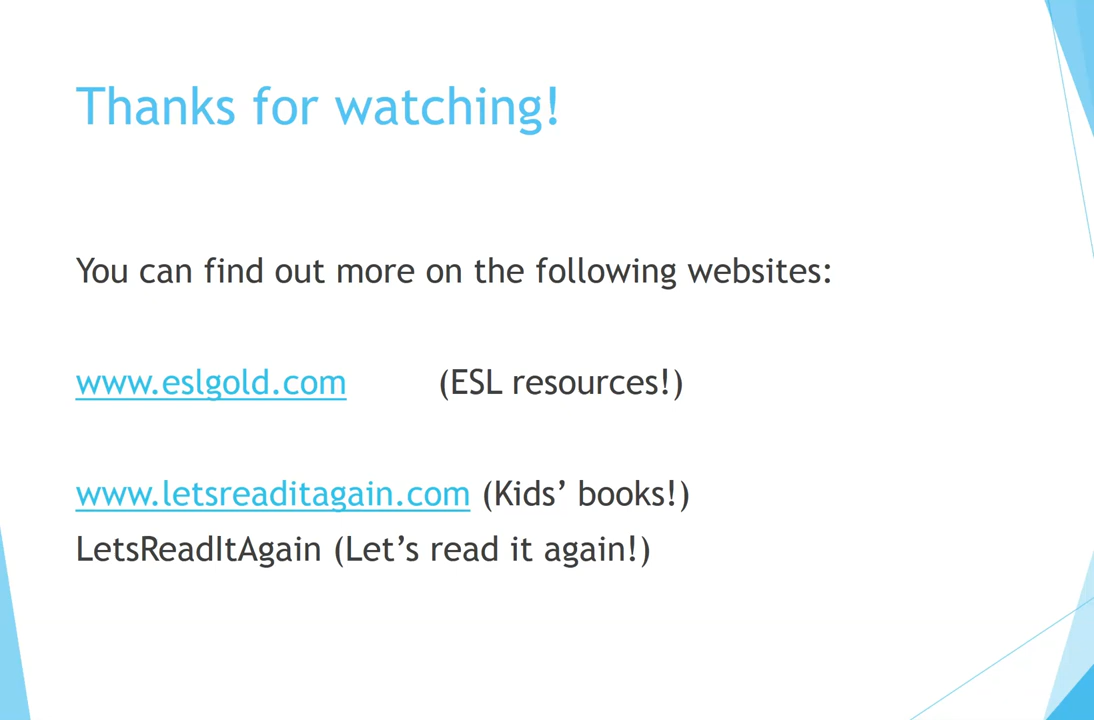 Thanks for watching!
You can find out more on the following websites:
www.eslgold.com (ESL resources!)
www.letsreaditagain.com (Kids’ books!)
LetsReadItAgain (Let’s read it again!)